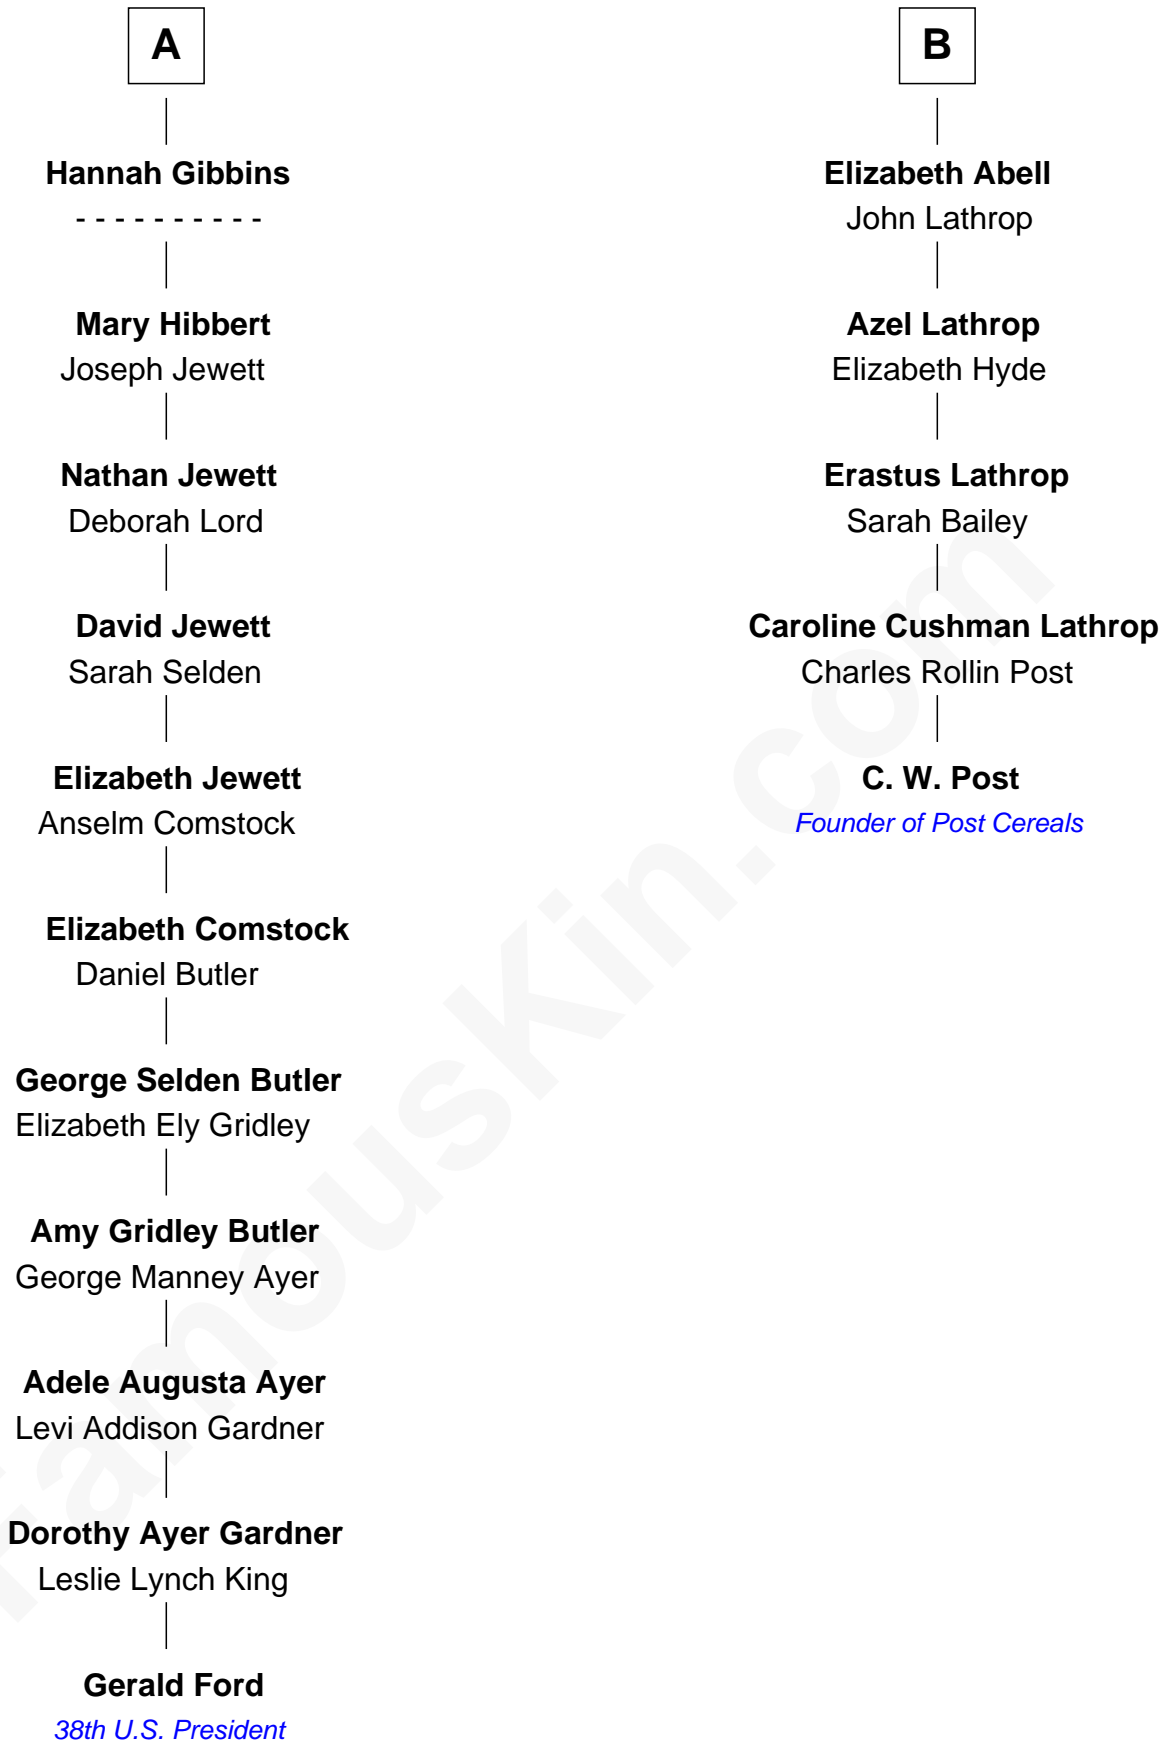 A
Hannah Gibbins
- - - - - - - - - -
Mary Hibbert
Joseph Jewett
Nathan Jewett
Deborah Lord
David Jewett
Sarah Selden
Elizabeth Jewett
Anselm Comstock
Elizabeth Comstock
Daniel Butler
George Selden Butler
Elizabeth Ely Gridley
Amy Gridley Butler
George Manney Ayer
Adele Augusta Ayer
Levi Addison Gardner
Dorothy Ayer Gardner
Leslie Lynch King
Gerald Ford
38th U.S. President
B
Elizabeth Abell
John Lathrop
Azel Lathrop
Elizabeth Hyde
Erastus Lathrop
Sarah Bailey
Caroline Cushman Lathrop
Charles Rollin Post
C. W. Post
Founder of Post Cereals
FamousKin.com